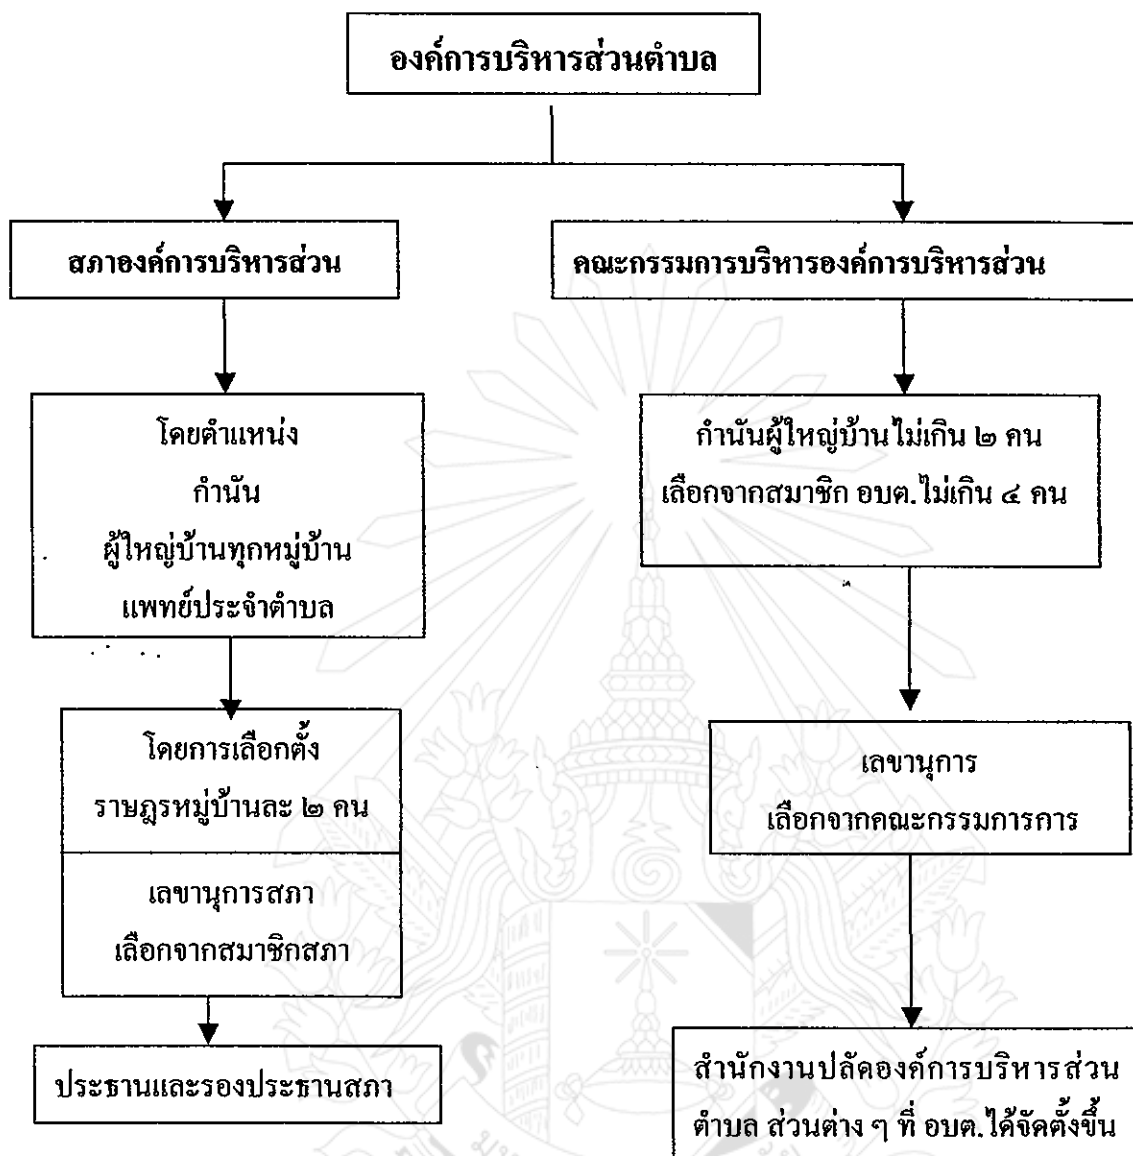 องค์การบริหารส่วนตำบล
สภาองค์การบริหารส่วน
คณะกรรมการบริหารองค์การบริหารส่วน
โดยตำแหน่ง
กำนัน
ผู้ใหญ่บ้านทุกหมู่บ้าน
แพทย์ประจำตำบล
กำนันผู้ใหญ่บ้านไม่เกิน ๒ คน
เลือกจากสมาชิก อบต.ไม่เกิน ๔ คน
โดยการเลือกตั้ง
ราษฎรหมู่บ้านละ ๒ คน
เลขานุการสภา
เลือกจากสมาชิกสภา
เลขานุการ
เลือกจากคณะกรรมการการ
ประธานและรองประธานสภา
สำนักงานปลัดองค์การบริหารส่วน
ตำบล ส่วนต่าง ๆ ที่ อบต.ได้จัดตั้งขึ้น